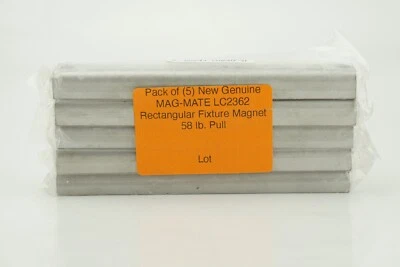 Pack of (5) New Genuine
MAG-MATE LC2362
Rectangular Fixture Magnet
58 lb. Pull
Lot